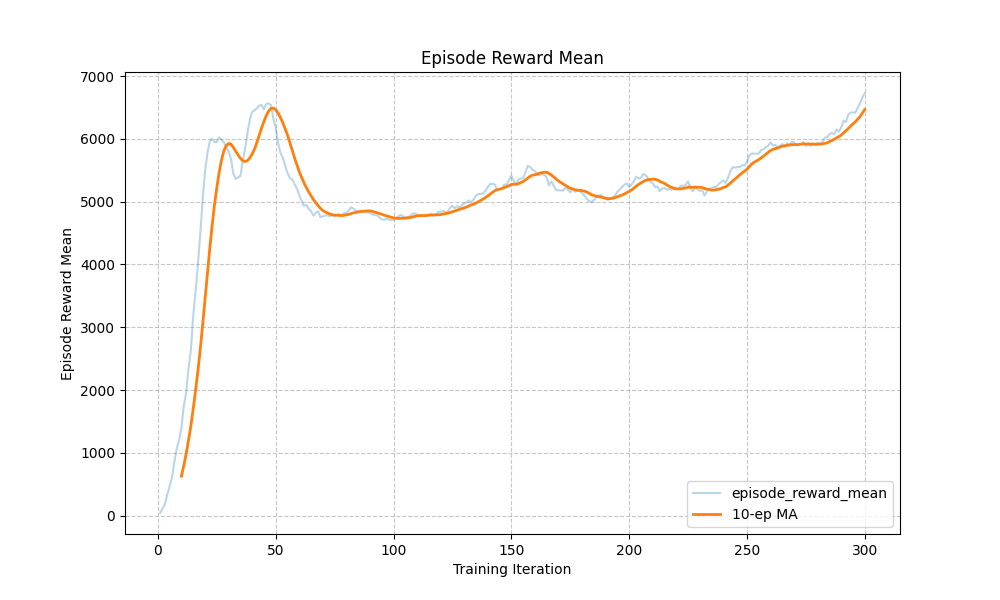 Episode Reward Mean
7000
6000
5000
4000
3000
2000
1000
0
Episode Reward Mean
0 50 100 150 200 250 300
Training Iteration
episode_reward_mean
10-ep MA